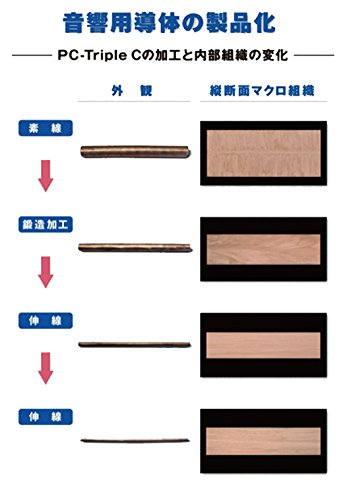 音響用導体の製品化
PC-Triple Cの加工と内部組織の変化
外観
縦断面マクロ組織
素線
鍛造加工
伸線
伸線